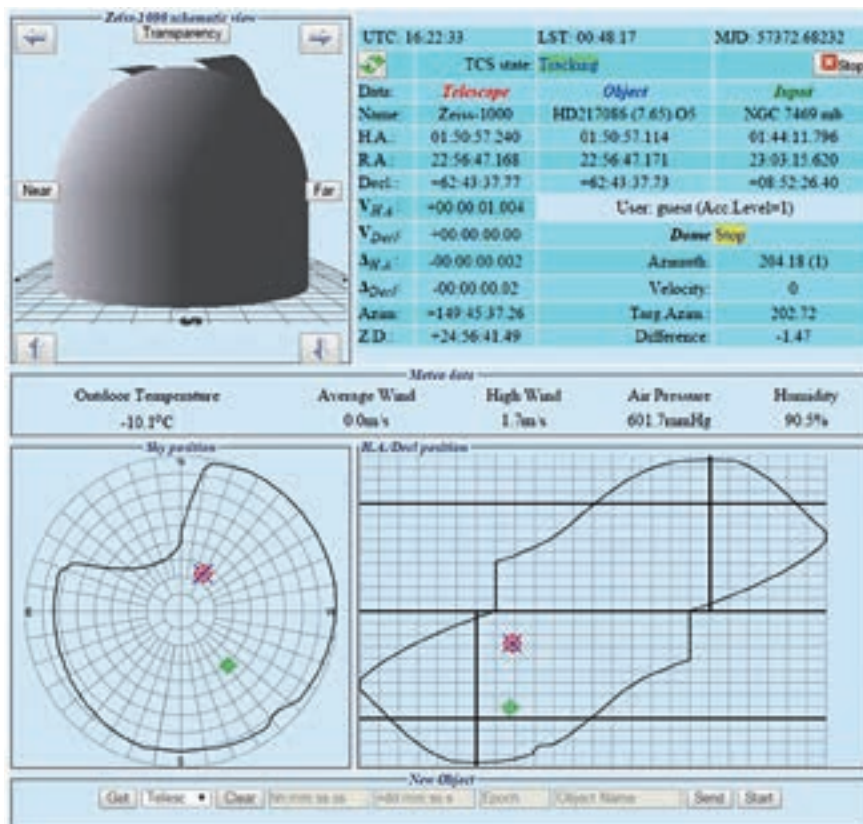 Zeiss-1000 schematic view
Transparency
Near
Far
UTC: 16:22:33 LST: 00:48:17 MJD: 57372.68232
TCS state: Tracking Stop
Data: Telescope Object Input
Name: Zeiss-1000 HD217086 (7.65) O5 NGC 7469 mb
H.A.: 01:50:57.240 01:50:57.114 01:44:11.796
R.A.: 22:56:47.168 22:56:47.171 23:03:15.620
Decl.: +62:43:37.77 +62:43:37.73 +08:52:26.40
V H.A.: +00:00:01.004 User: guest (Acc.Level=1)
V Decl: +00:00:00.00 Dome Stop
Δ H.A.: -00:00:00.002 Azimuth: 204.18 (1)
Δ Decl: -00:00:00.02 Velocity: 0
Azim: +149:45:37.26 Targ.Azim.: 202.72
Z.D.: +24:56:41.49 Difference: -1.47
Meteo data
Outdoor Temperature Average Wind High Wind Air Pressure Humidity
-10.1°C 0.0m/s 1.7m/s 601.7mmHg 90.5%
Sky position
H.A./Decl position
N
S
New Object
Get Telesc Clear hh:mm:ss.ss +dd:mm:ss.s Epoch Object Name Send Start